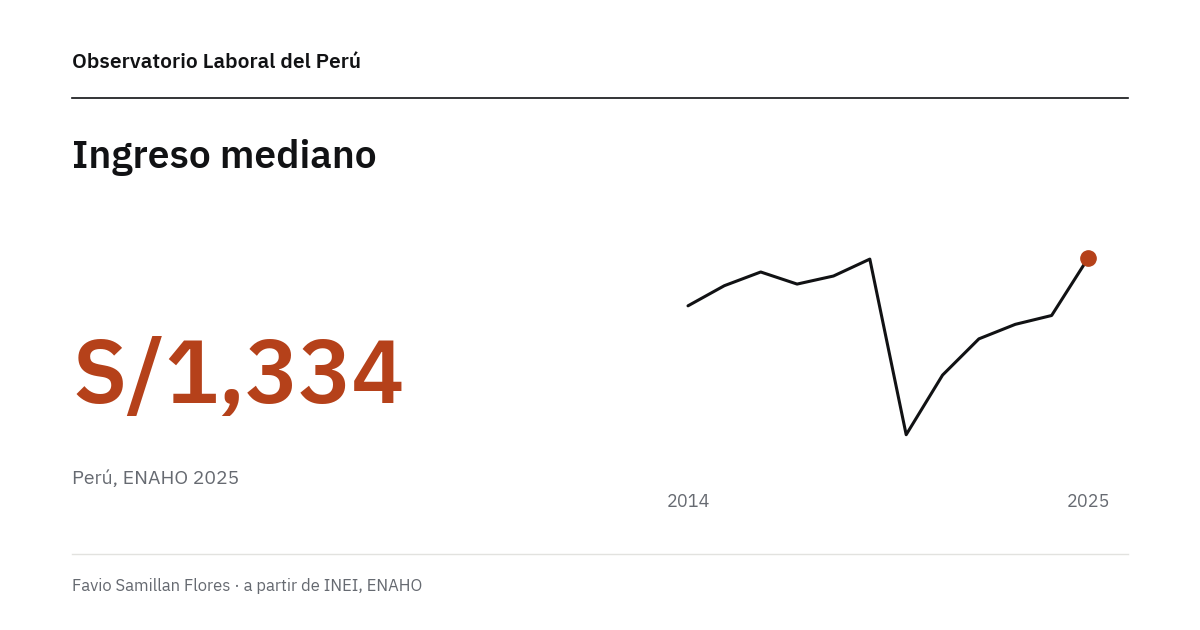 Observatorio Laboral del Perú
Ingreso mediano
S/1,334
Perú, ENAHO 2025
2014
2025
Favio Samillan Flores · a partir de INEI, ENAHO